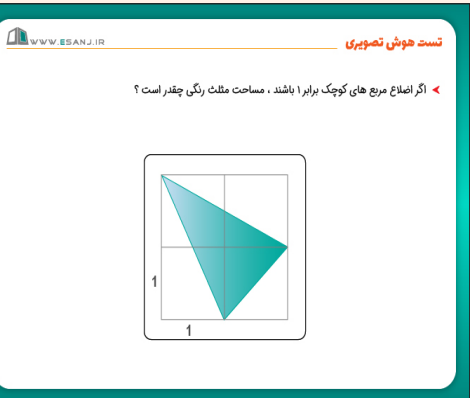 تست هوش تصویری
WWW.ESANJ.IR
اگر اضلاع مربع های کوچک برابر ۱ باشند ، مساحت مثلث رنگی چقدر است ؟
1
1